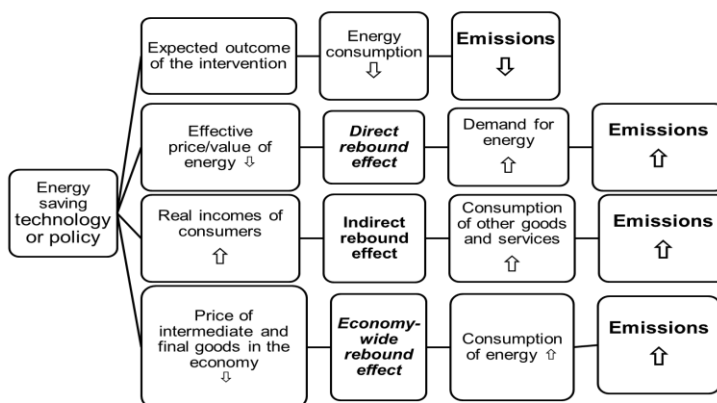 Expected outcome
of the intervention
Energy
consumption
⇩
Emissions
⇩
Effective
price/value of
energy ⇩
Direct
rebound
effect
Demand for
energy
⇧
Emissions
⇧
Energy
saving
technology
or policy
Real incomes of
consumers
⇧
Indirect
rebound
effect
Consumption
of other goods
and services
⇧
Emissions
⇧
Price of
intermediate and
final goods in the
economy
⇩
Economy-
wide
rebound
effect
Consumption
of energy ⇧
Emissions
⇧